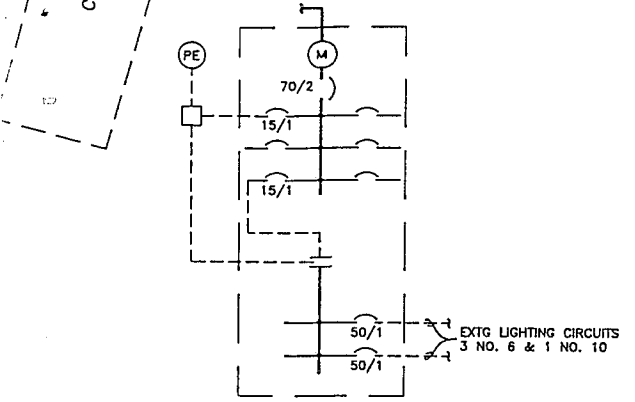 PE
M
70/2
15/1
15/1
50/1
50/1
EXTG LIGHTING CIRCUITS
3 NO. 6 & 1 NO. 10